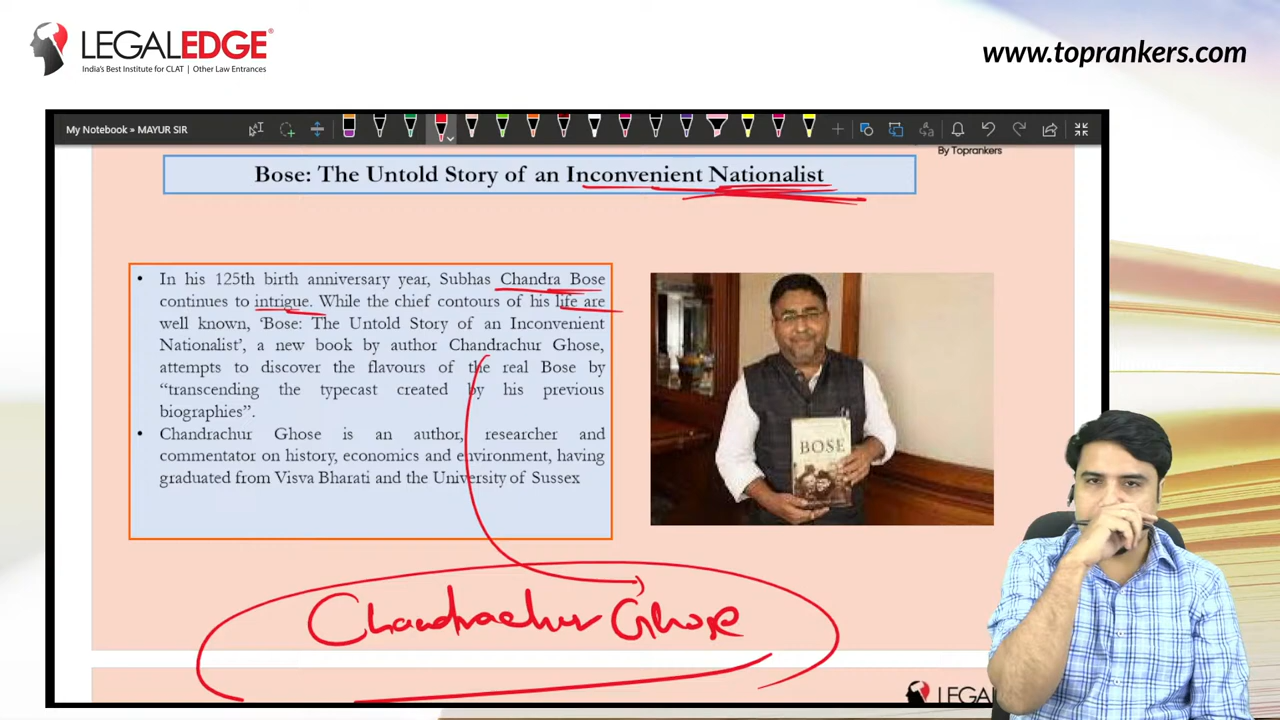 LEGALEDGE®
India's Best Institute for CLAT | Other Law Entrances
www.toprankers.com
My Notebook » MAYUR SIR
By Toprankers
Bose: The Untold Story of an Inconvenient Nationalist
• In his 125th birth anniversary year, Subhas Chandra Bose
continues to intrigue. While the chief contours of his life are
well known, ‘Bose: The Untold Story of an Inconvenient
Nationalist’, a new book by author Chandrachur Ghose,
attempts to discover the flavours of the real Bose by
“transcending the typecast created by his previous
biographies”.
• Chandrachur Ghose is an author, researcher and
commentator on history, economics and environment, having
graduated from Visva Bharati and the University of Sussex
BOSE
Chandrachur Ghose
LEGAL